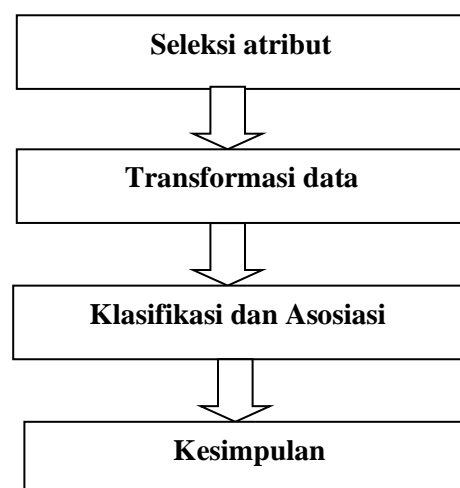 Seleksi atribut
Transformasi data
Klasifikasi dan Asosiasi
Kesimpulan